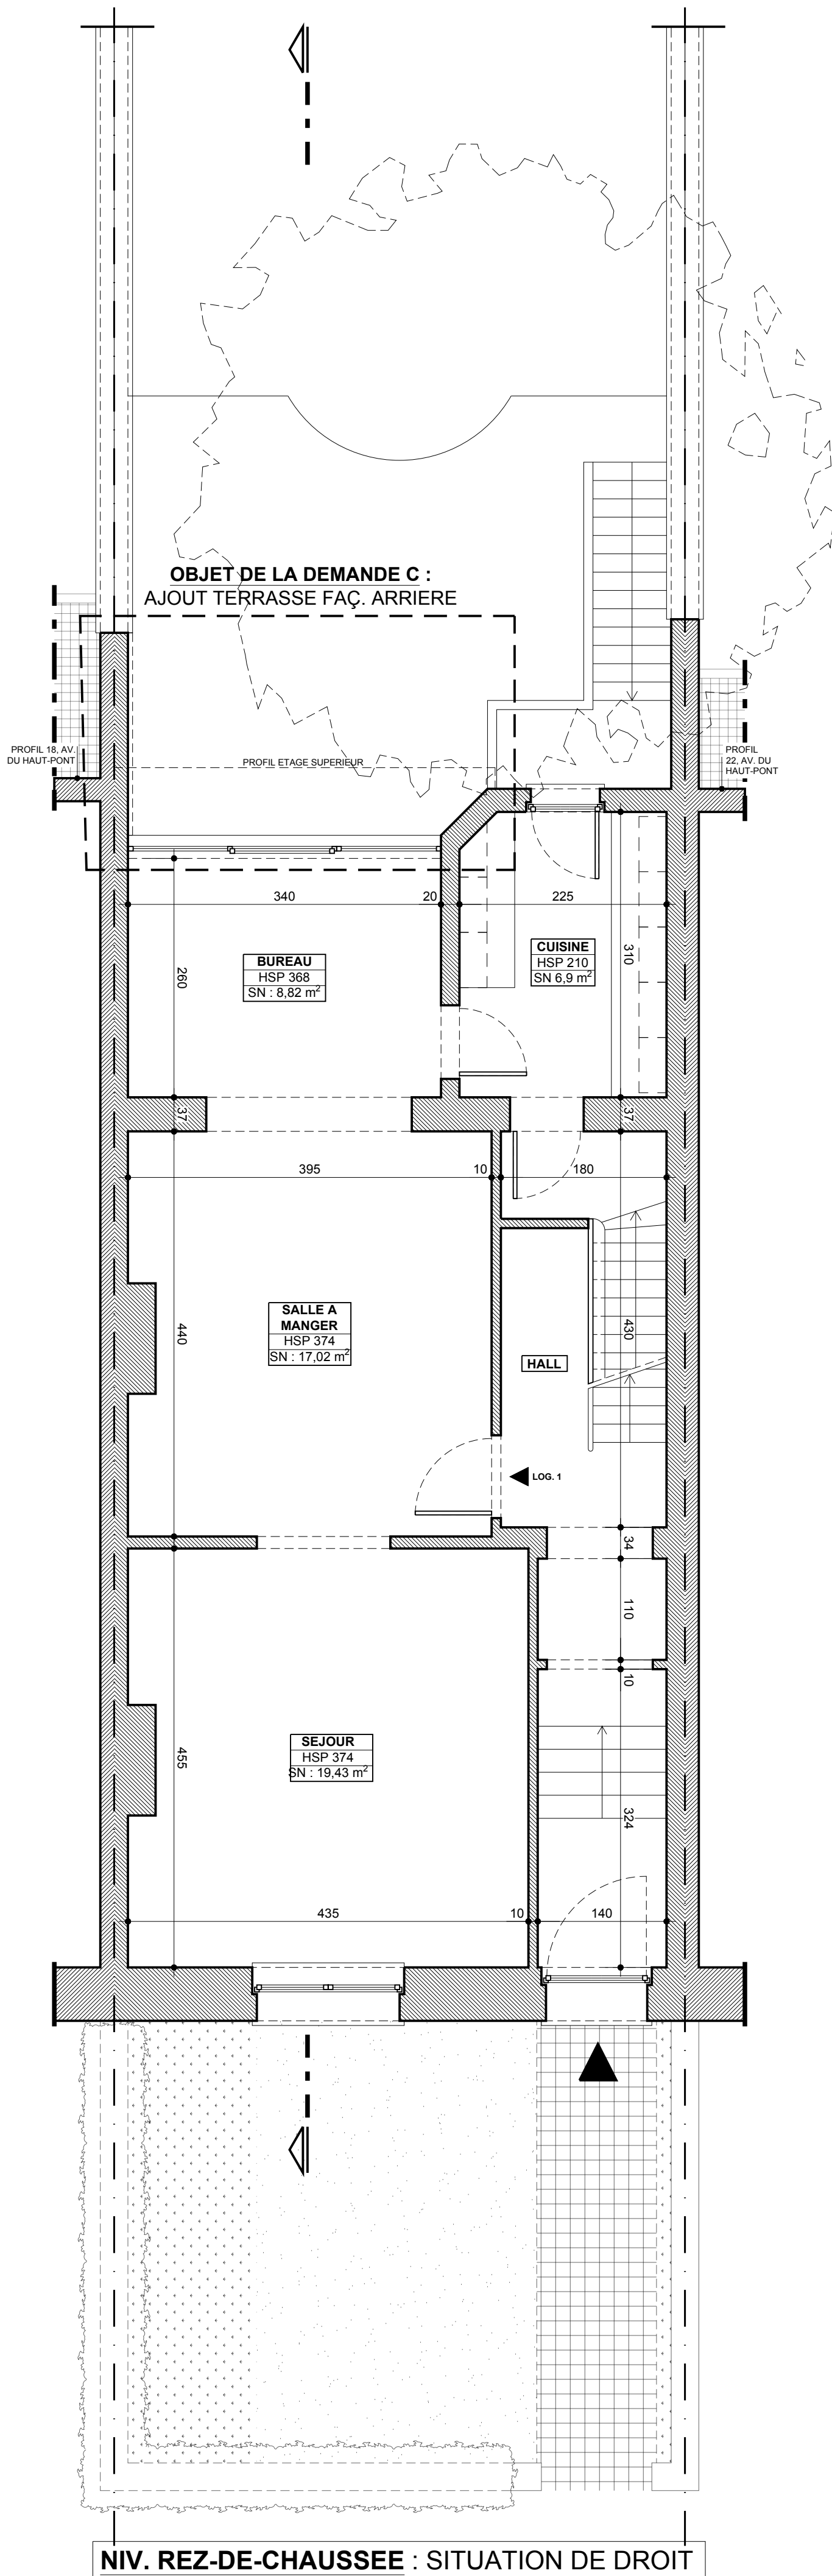 OBJET DE LA DEMANDE C :
AJOUT TERRASSE FAÇ. ARRIERE
PROFIL 18, AV.
DU HAUT-PONT
PROFIL ETAGE SUPERIEUR
PROFIL
22, AV. DU
HAUT-PONT
340
20
225
BUREAU
HSP 368
SN : 8,82 m²
CUISINE
HSP 210
SN 6,9 m²
260
310
37
37
395
10
180
SALLE A
MANGER
HSP 374
SN : 17,02 m²
440
430
HALL
LOG. 1
34
110
10
SEJOUR
HSP 374
SN : 19,43 m²
455
324
435
10
140
NIV. REZ-DE-CHAUSSEE : SITUATION DE DROIT